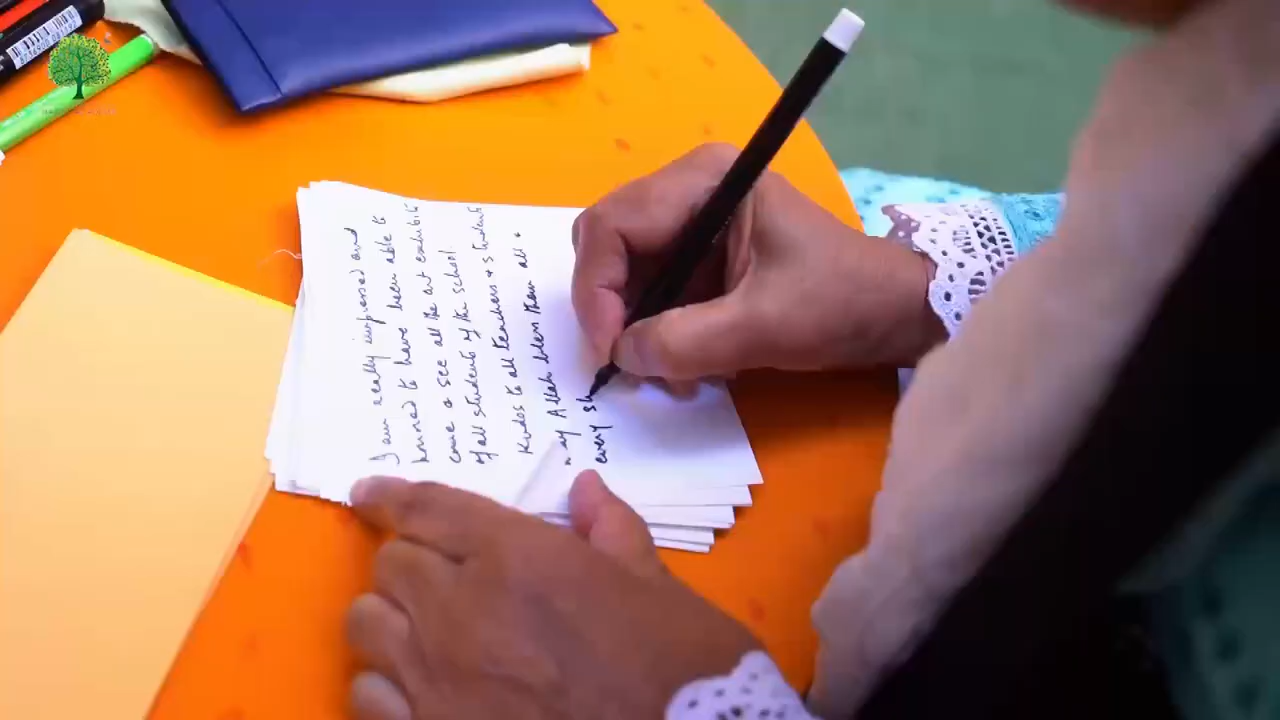 I am really impressed and
honored to have been able to
come & see all the art exhibits
of all students of the school
Kudos to all teachers & students
may Allah bless them all &
every s